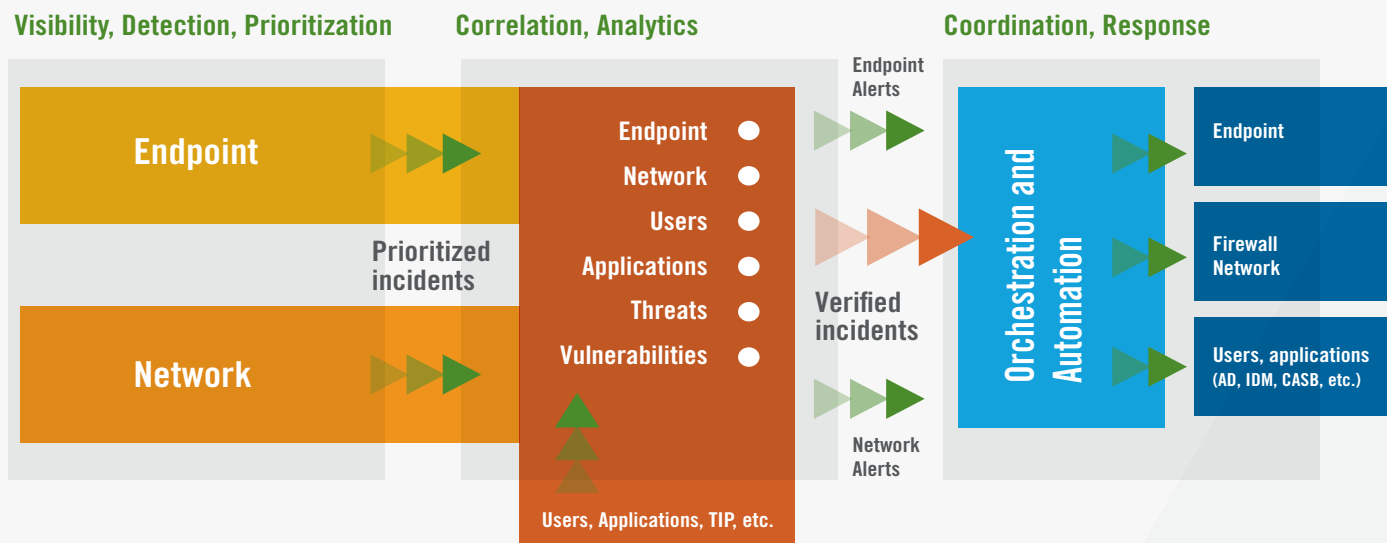 Visibility, Detection, Prioritization
Correlation, Analytics
Coordination, Response
Endpoint
Network
Prioritized
incidents
Endpoint
Network
Users
Applications
Threats
Vulnerabilities
Users, Applications, TIP, etc.
Endpoint
Alerts
Verified
incidents
Network
Alerts
Orchestration and
Automation
Endpoint
Firewall
Network
Users, applications
(AD, IDM, CASB, etc.)